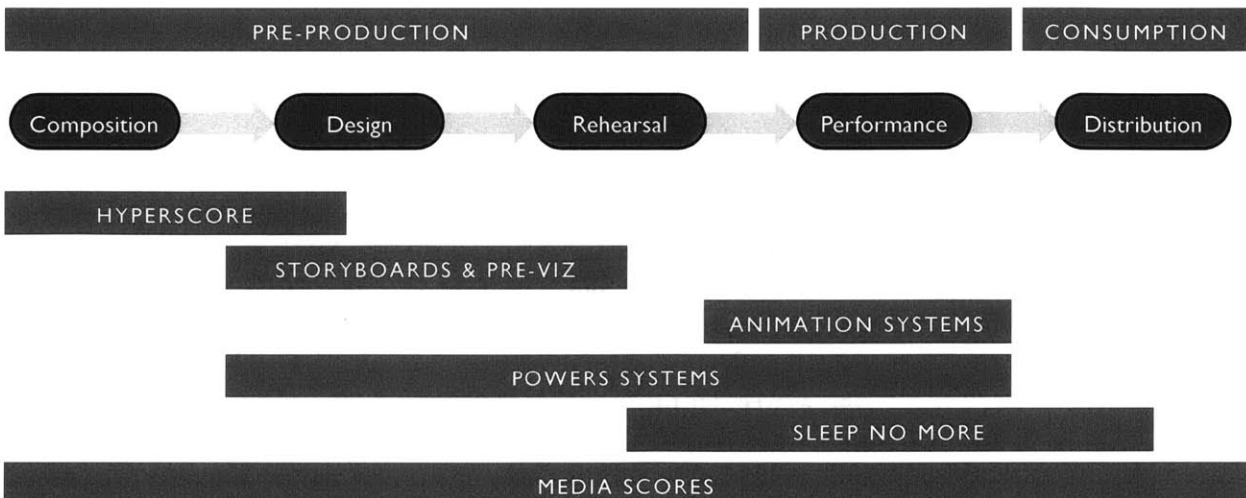 PRE-PRODUCTION PRODUCTION CONSUMPTION
Composition Design Rehearsal Performance Distribution
HYPERSCORE
STORYBOARDS & PRE-VIZ
ANIMATION SYSTEMS
POWERS SYSTEMS
SLEEP NO MORE
MEDIA SCORES